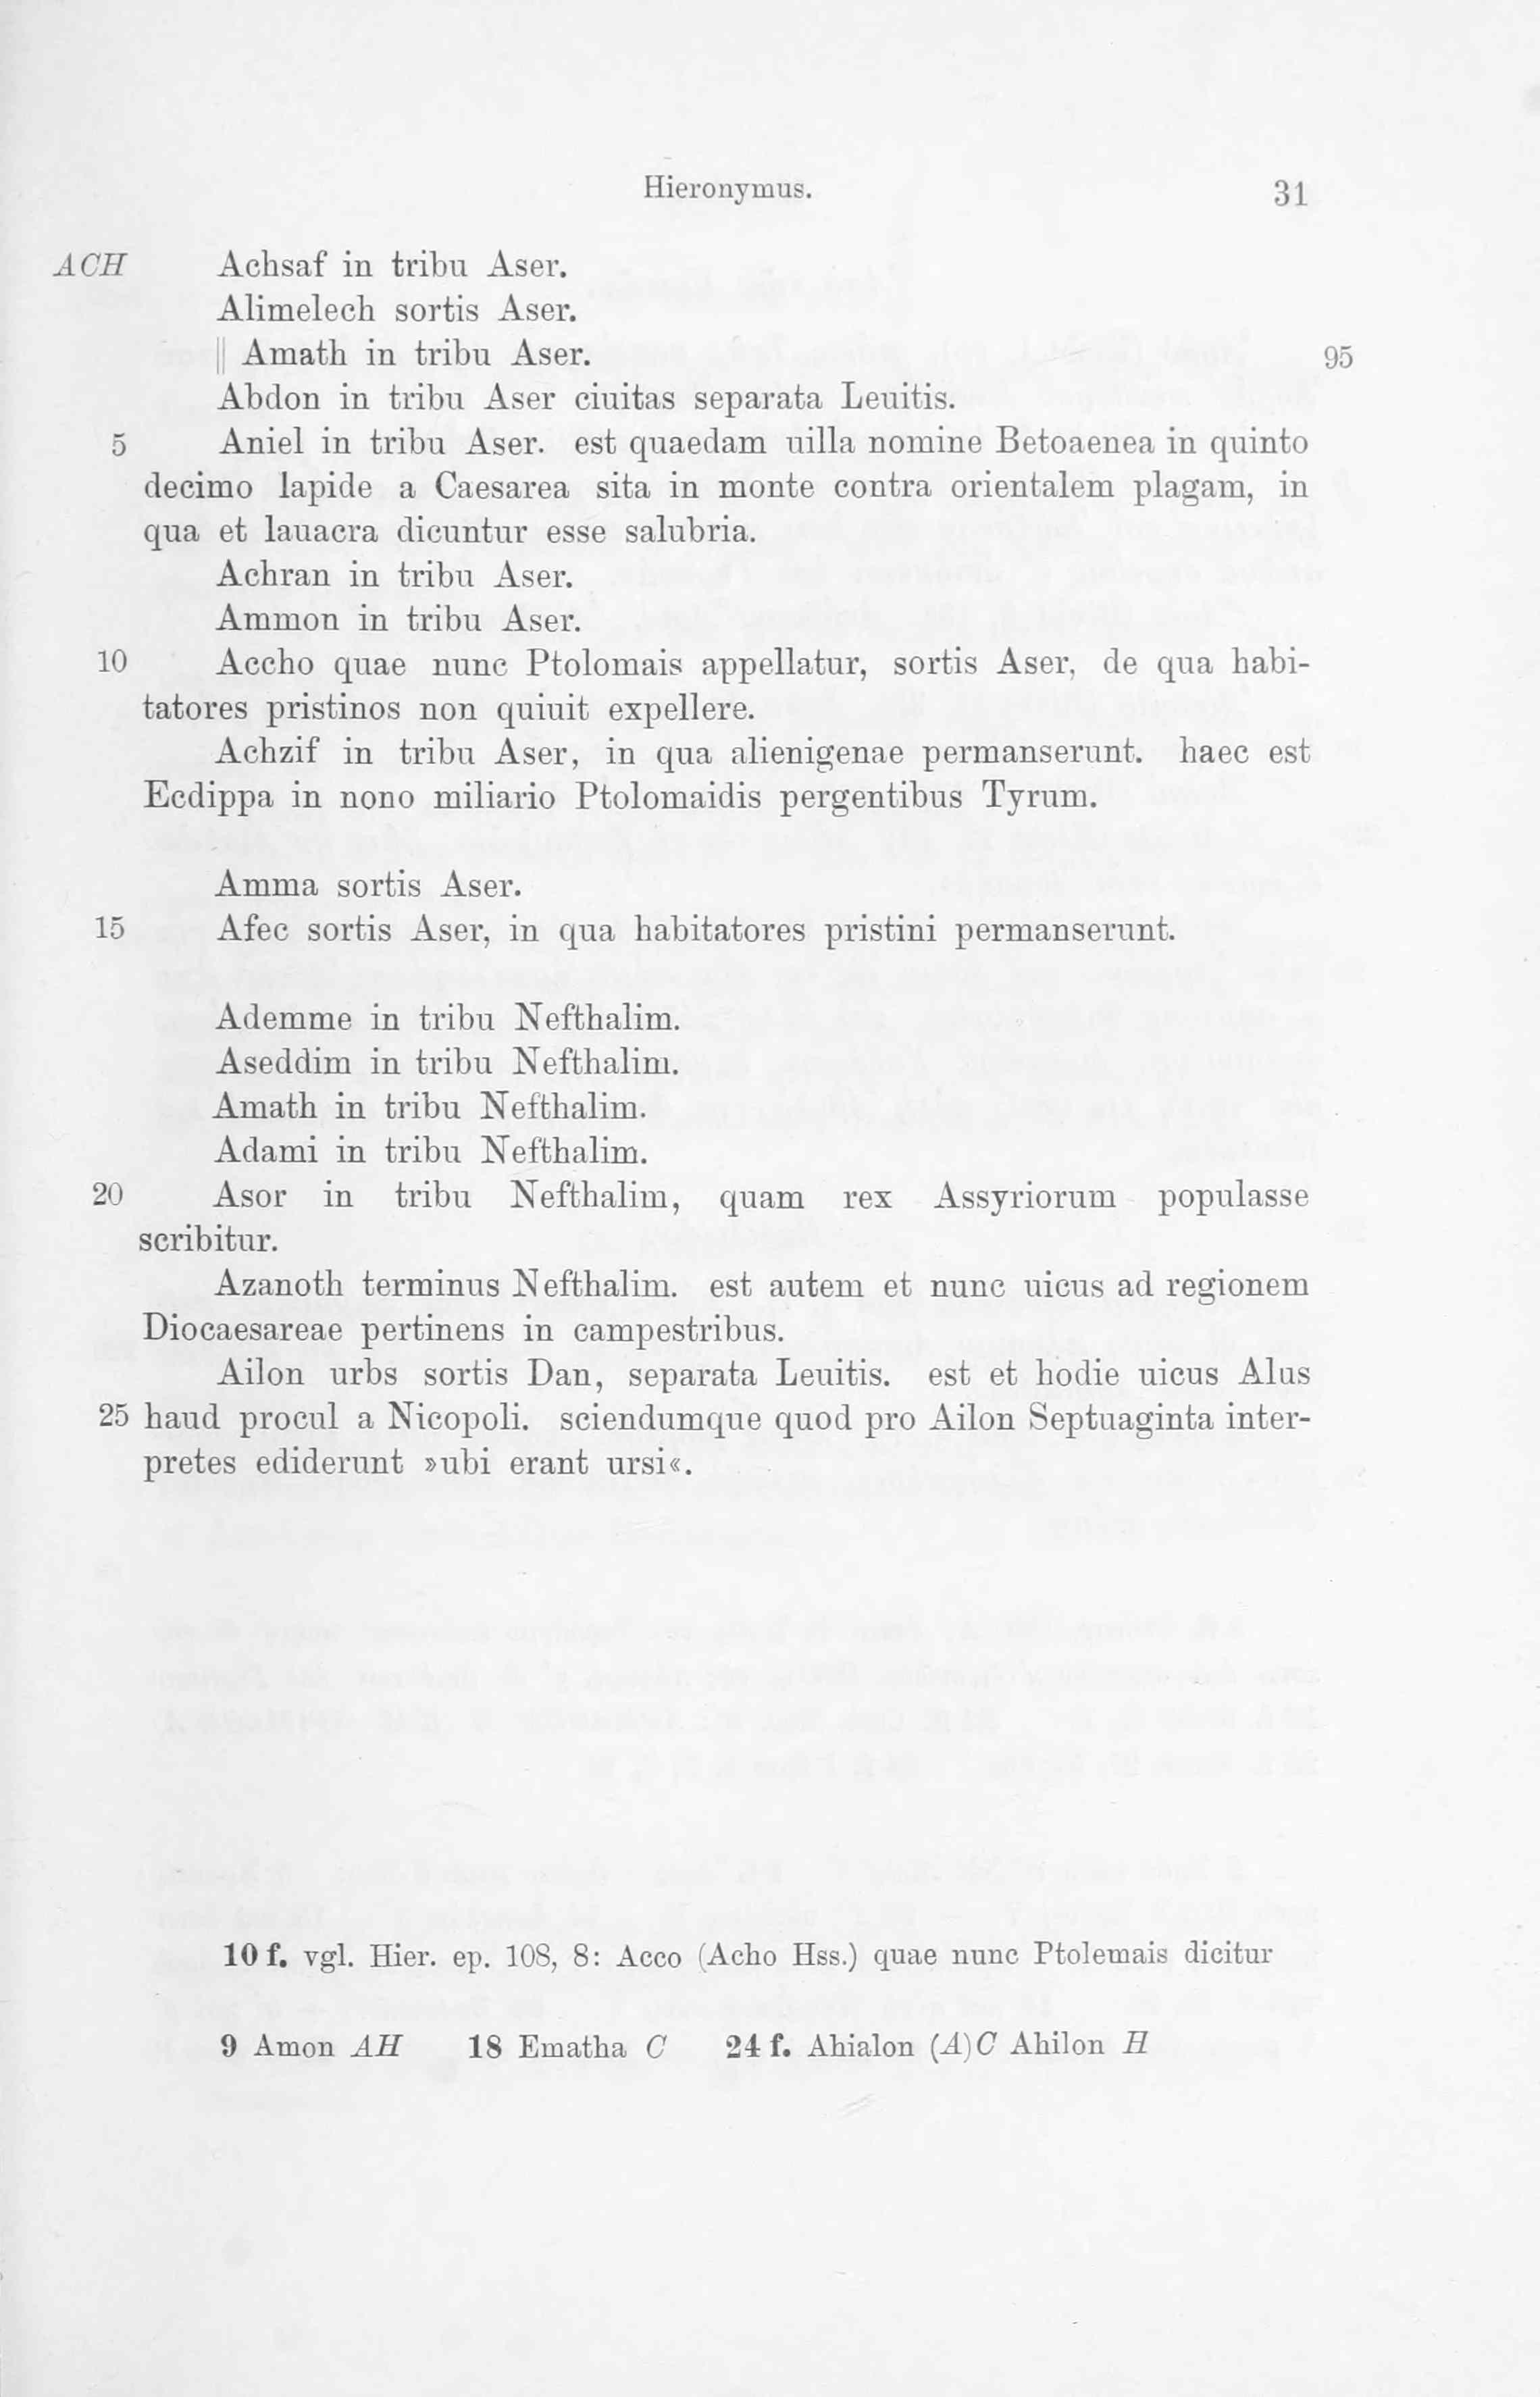 Hieronymus. 31
ACH Achsaf in tribu Aser.
Alimelech sortis Aser.
|| Amath in tribu Aser. 95
Abdon in tribu Aser ciuitas separata Leuitis.
5 Aniel in tribu Aser. est quaedam uilla nomine Betoaenea in quinto
decimo lapide a Caesarea sita in monte contra orientalem plagam, in
qua et lauacra dicuntur esse salubria.
Achran in tribu Aser.
Ammon in tribu Aser.
10 Accho quae nunc Ptolomais appellatur, sortis Aser, de qua habi-
tatores pristinos non quiuit expellere.
Achzif in tribu Aser, in qua alienigenae permanserunt. haec est
Ecdippa in nono miliario Ptolomaidis pergentibus Tyrum.
Amma sortis Aser.
15 Afec sortis Aser, in qua habitatores pristini permanserunt.
Ademme in tribu Nefthalim.
Aseddim in tribu Nefthalim.
Amath in tribu Nefthalim.
Adami in tribu Nefthalim.
20 Asor in tribu Nefthalim, quam rex Assyriorum populasse
scribitur.
Azanoth terminus Nefthalim. est autem et nunc uicus ad regionem
Diocaesareae pertinens in campestribus.
Ailon urbs sortis Dan, separata Leuitis. est et hodie uicus Alus
25 haud procul a Nicopoli. sciendumque quod pro Ailon Septuaginta inter-
pretes ediderunt »ubi erant ursi«.
10 f. vgl. Hier. ep. 108, 8: Acco (Acho Hss.) quae nunc Ptolemais dicitur
9 Amon AH 18 Ematha C 24 f. Ahialon (A)C Ahilon H